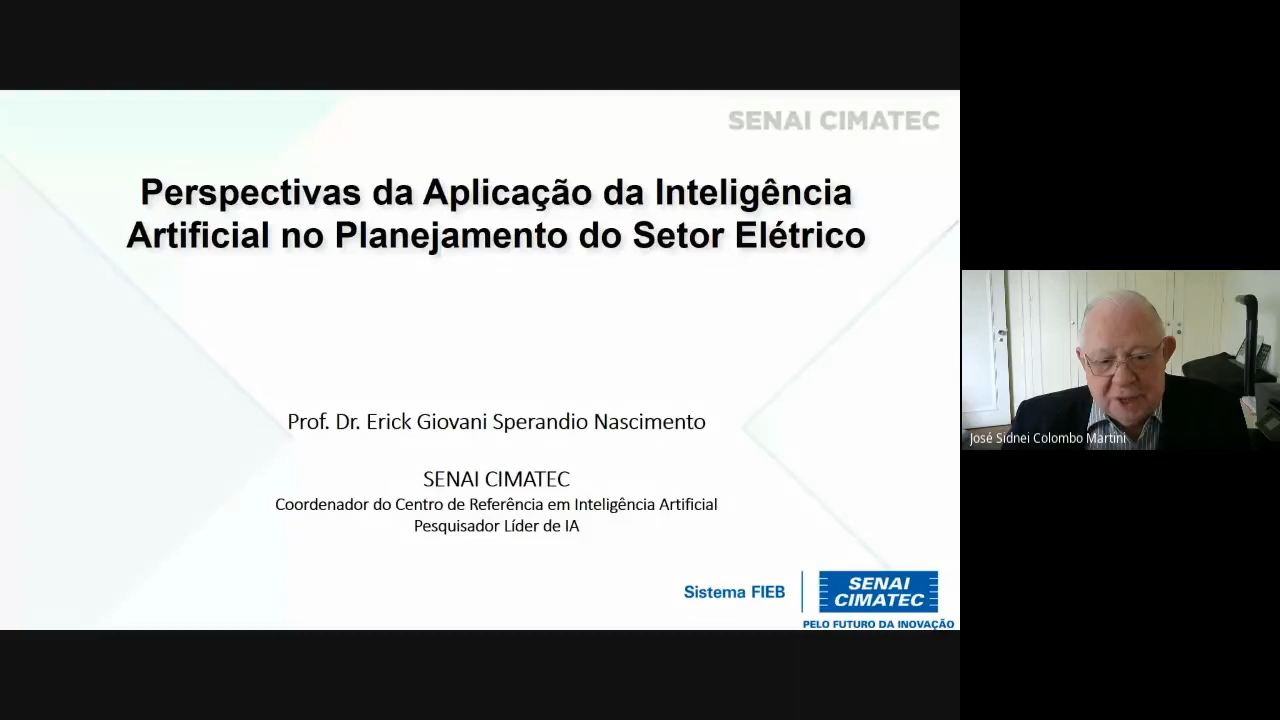 SENAI CIMATEC
Perspectivas da Aplicação da Inteligência
Artificial no Planejamento do Setor Elétrico
Prof. Dr. Erick Giovani Sperandio Nascimento
SENAI CIMATEC
Coordenador do Centro de Referência em Inteligência Artificial
Pesquisador Líder de IA
Sistema FIEB
SENAI
CIMATEC
PELO FUTURO DA INOVAÇÃO
José Sidnei Colombo Martini